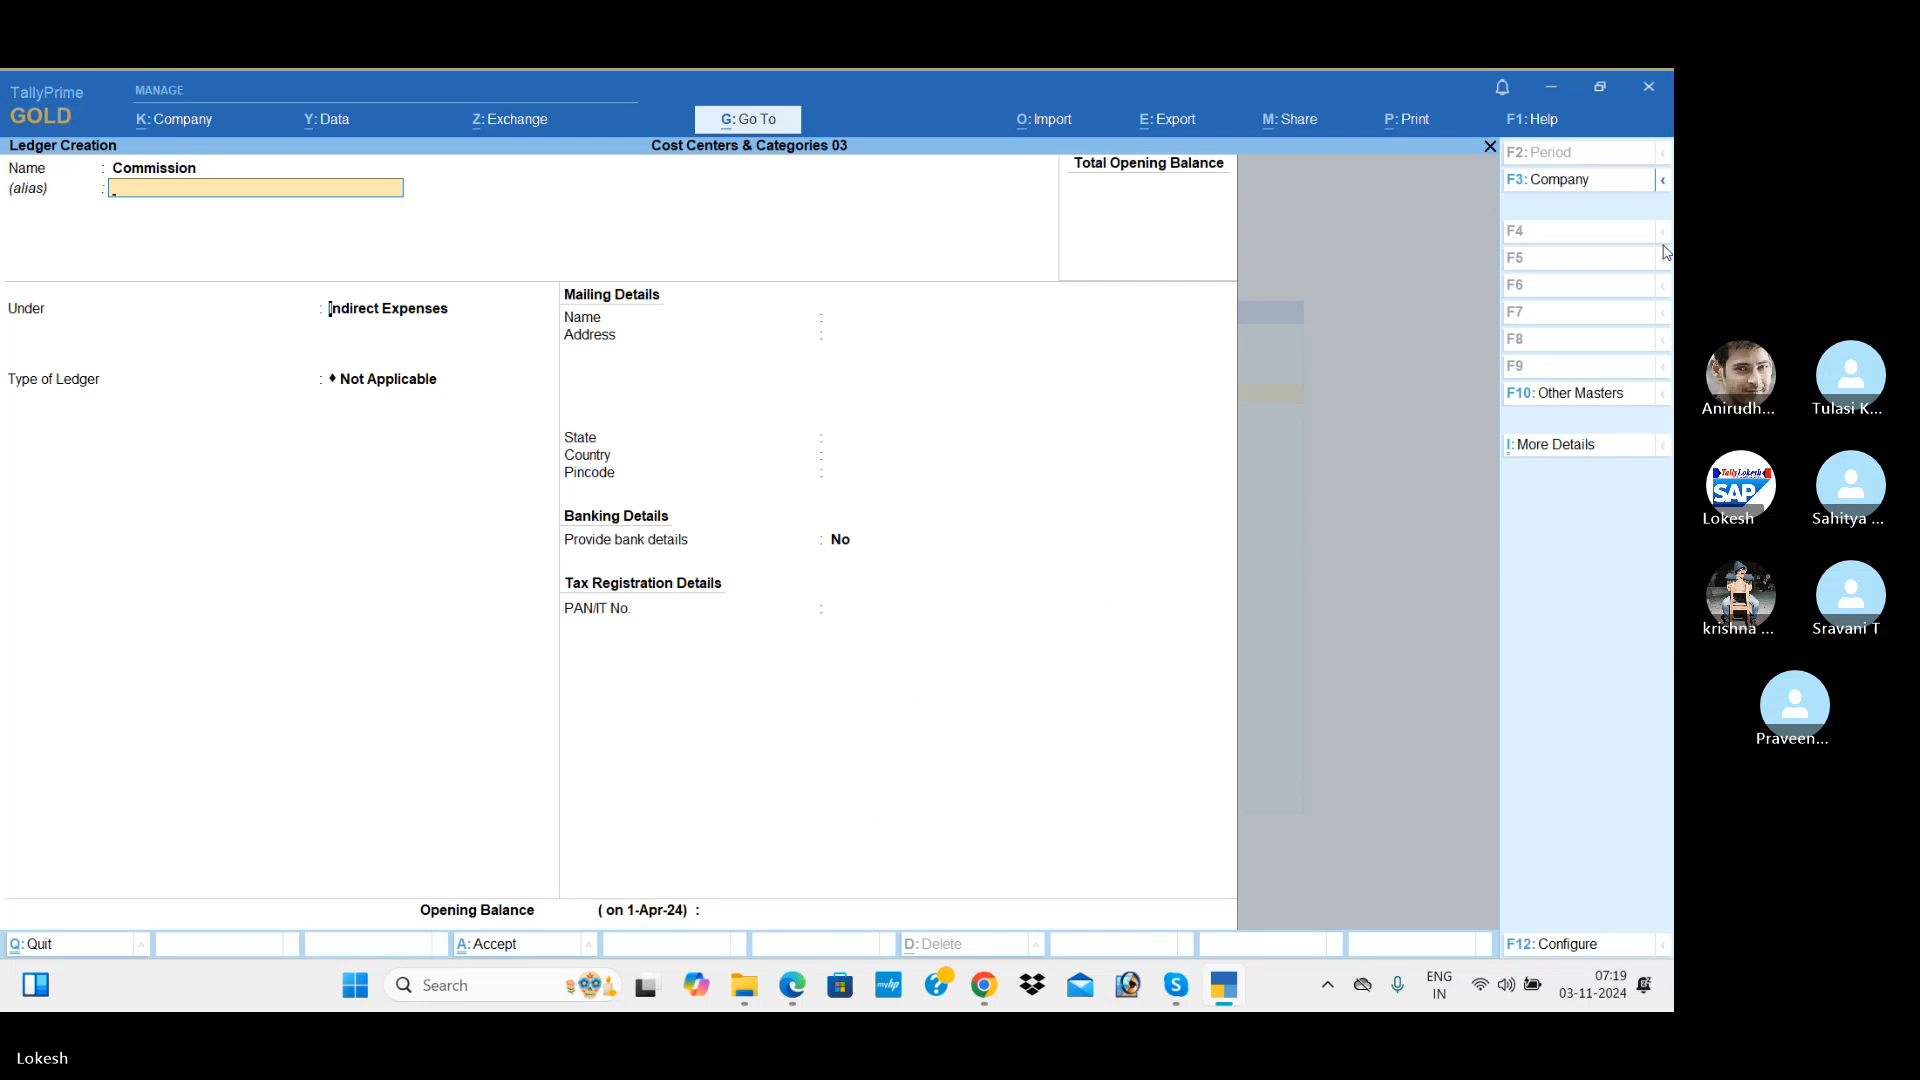 TallyPrime
GOLD
MANAGE
K: Company
Y: Data
Z: Exchange
G: Go To
O: Import
E: Export
M: Share
P: Print
F1: Help
Ledger Creation
Cost Centers & Categories 03
Name : Commission
(alias) :
Total Opening Balance
Under : Indirect Expenses
Type of Ledger : ♦ Not Applicable
Mailing Details
Name :
Address :
State :
Country :
Pincode :
Banking Details
Provide bank details : No
Tax Registration Details
PAN/IT No. :
Opening Balance ( on 1-Apr-24) :
F2: Period
F3: Company
F4
F5
F6
F7
F8
F9
F10: Other Masters
I: More Details
F12: Configure
Q: Quit
A: Accept
D: Delete
Search
myhp
ENG
IN
07:19
03-11-2024
Anirudh...
Tulasi K...
TallyLokesh
SAP
Lokesh
Sahitya ...
krishna ...
Sravani T
Praveen...
Lokesh